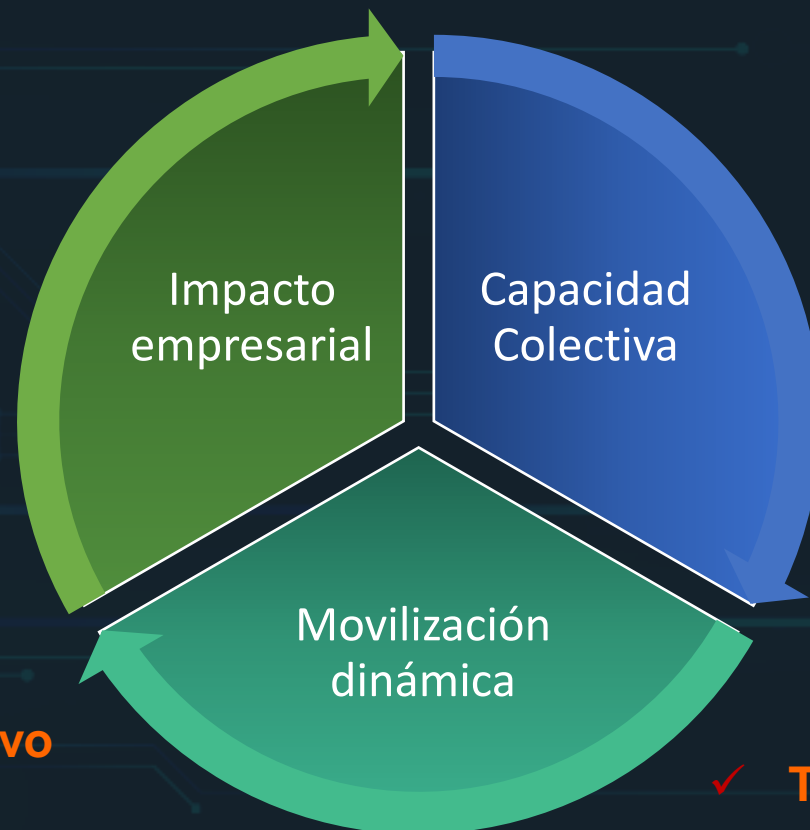 Impacto
empresarial
Capacidad
Colectiva
Movilización
dinámica
vo
✓ T